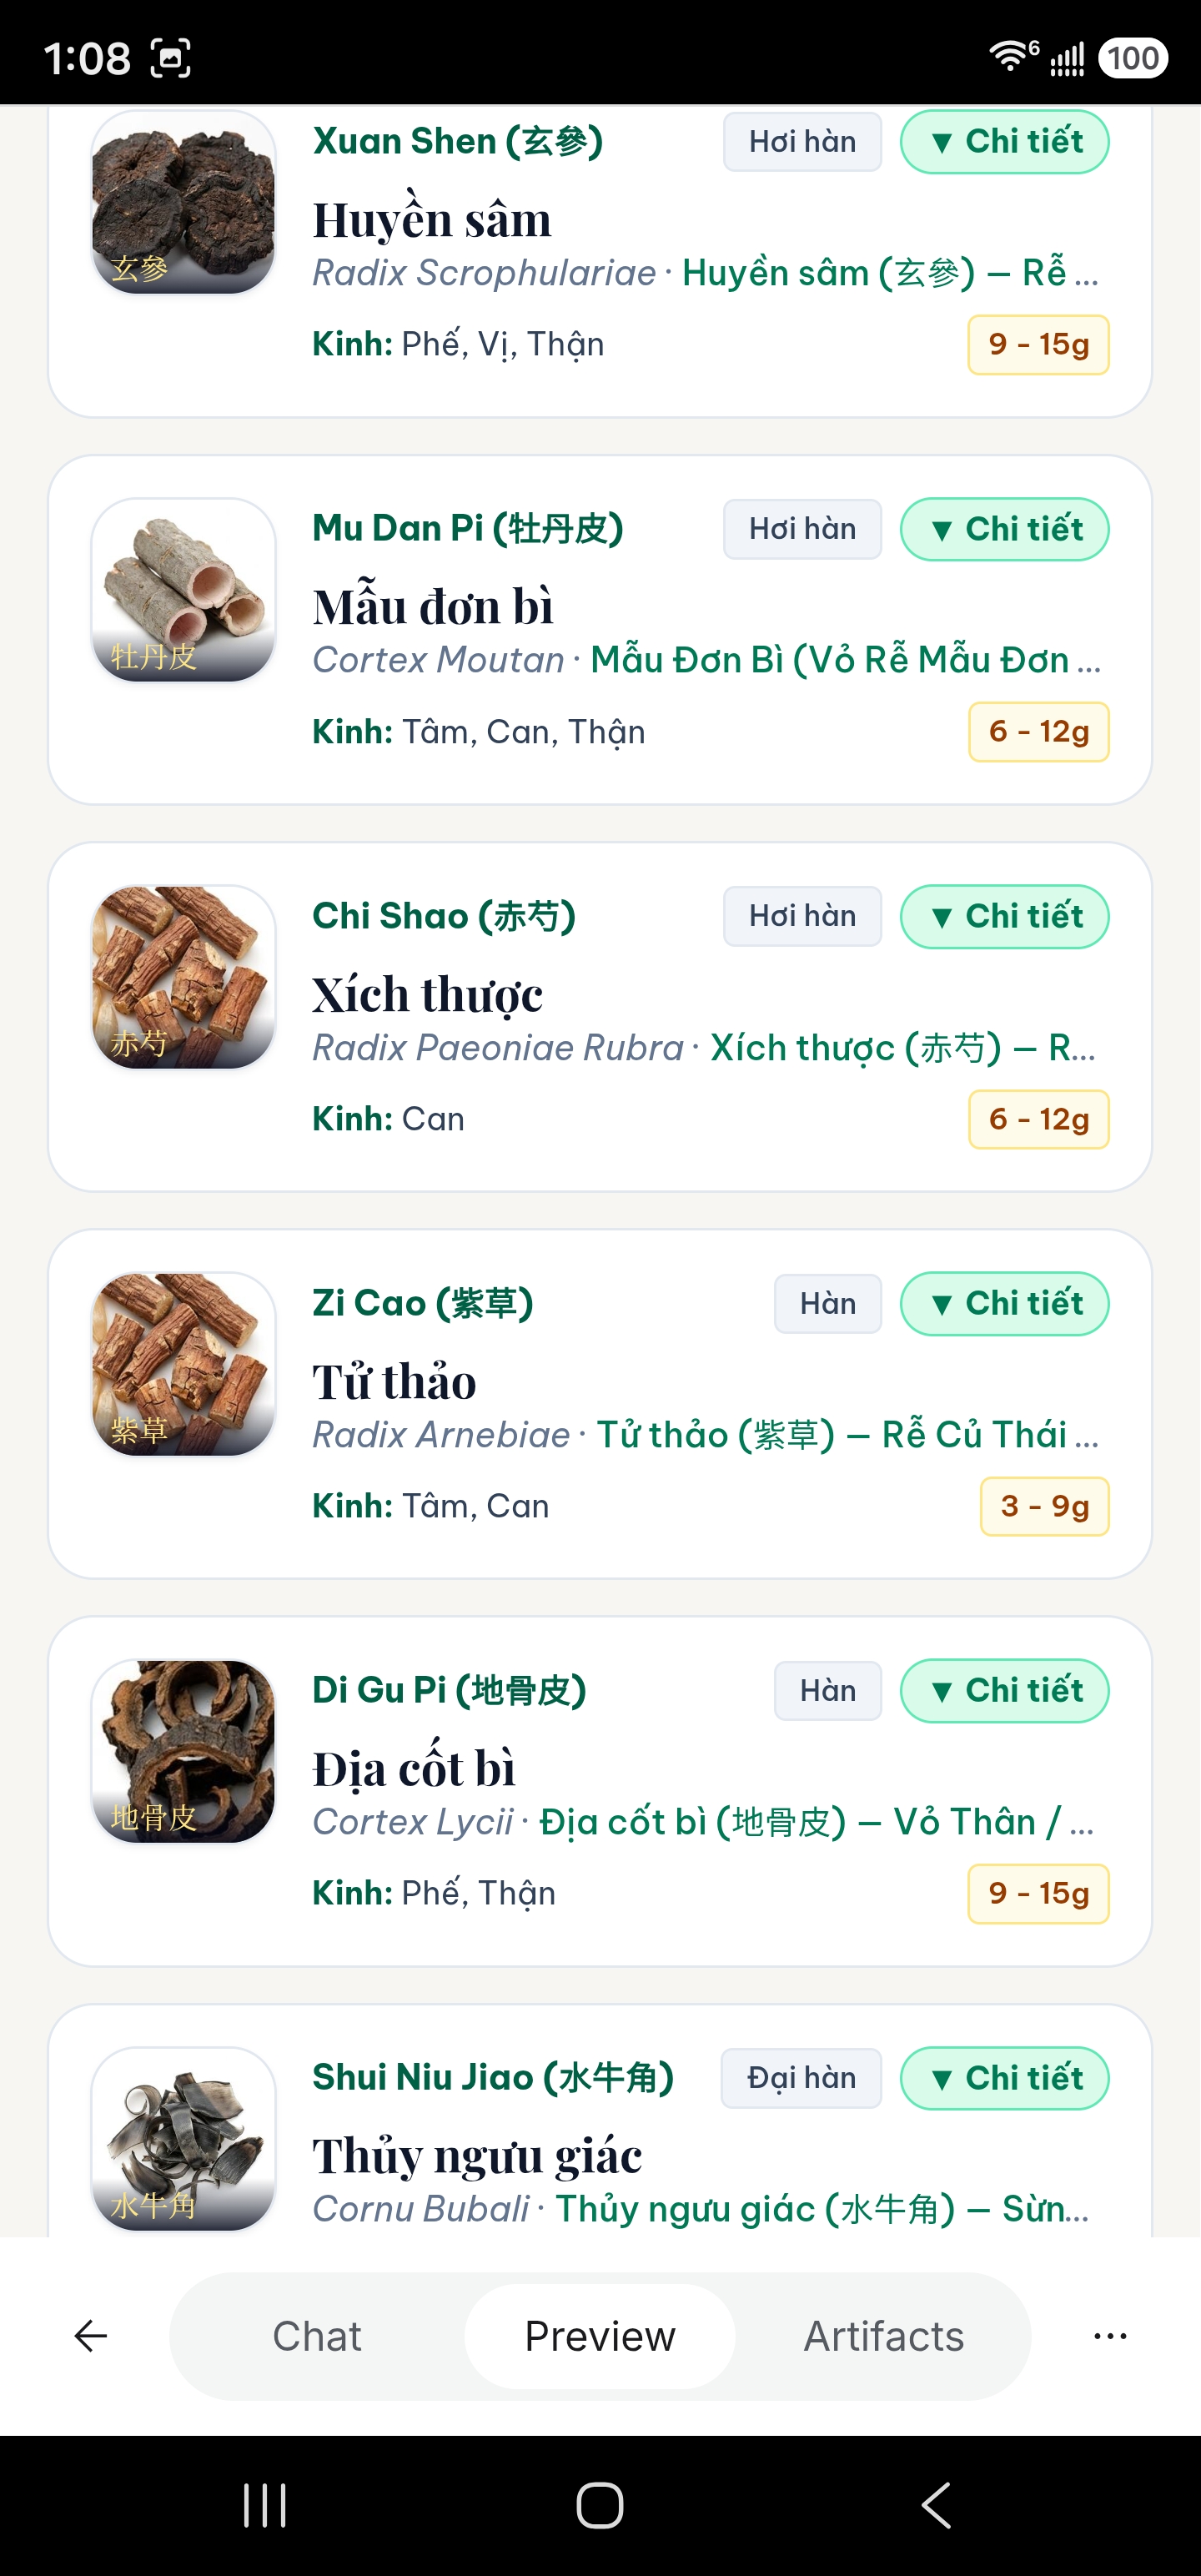 1:08
6
100
Xuan Shen (玄參)
Hơi hàn
▼ Chi tiết
玄參
Huyền sâm
Radix Scrophulariae · Huyền sâm (玄參) — Rễ ...
Kinh: Phế, Vị, Thận
9 - 15g
Mu Dan Pi (牡丹皮)
Hơi hàn
▼ Chi tiết
牡丹皮
Mẫu đơn bì
Cortex Moutan · Mẫu Đơn Bì (Vỏ Rễ Mẫu Đơn ...
Kinh: Tâm, Can, Thận
6 - 12g
Chi Shao (赤芍)
Hơi hàn
▼ Chi tiết
赤芍
Xích thược
Radix Paeoniae Rubra · Xích thược (赤芍) — R...
Kinh: Can
6 - 12g
Zi Cao (紫草)
Hàn
▼ Chi tiết
紫草
Tử thảo
Radix Arnebiae · Tử thảo (紫草) — Rễ Củ Thái ...
Kinh: Tâm, Can
3 - 9g
Di Gu Pi (地骨皮)
Hàn
▼ Chi tiết
地骨皮
Địa cốt bì
Cortex Lycii · Địa cốt bì (地骨皮) — Vỏ Thân / ...
Kinh: Phế, Thận
9 - 15g
Shui Niu Jiao (水牛角)
Đại hàn
▼ Chi tiết
水牛角
Thủy ngưu giác
Cornu Bubali · Thủy ngưu giác (水牛角) — Sừn...
Chat
Preview
Artifacts